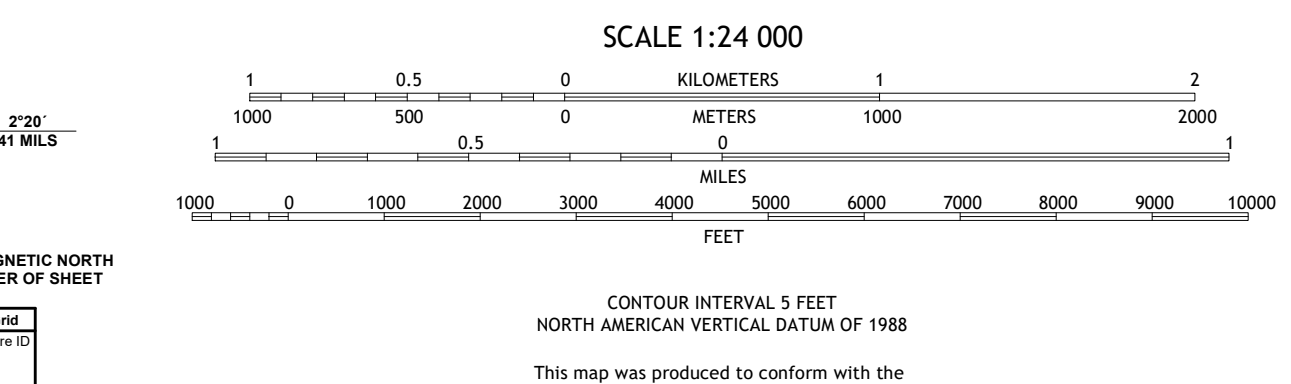 SCALE 1:24 000
1 0.5 0 KILOMETERS 1 2
1000 500 0 METERS 1000 2000
1 0.5 0 1
MILES
1000 0 1000 2000 3000 4000 5000 6000 7000 8000 9000 10000
FEET
CONTOUR INTERVAL 5 FEET
NORTH AMERICAN VERTICAL DATUM OF 1988
This map was produced to conform with the
2°20´
41 MILS
GNETIC NORTH
ER OF SHEET
rid
re ID